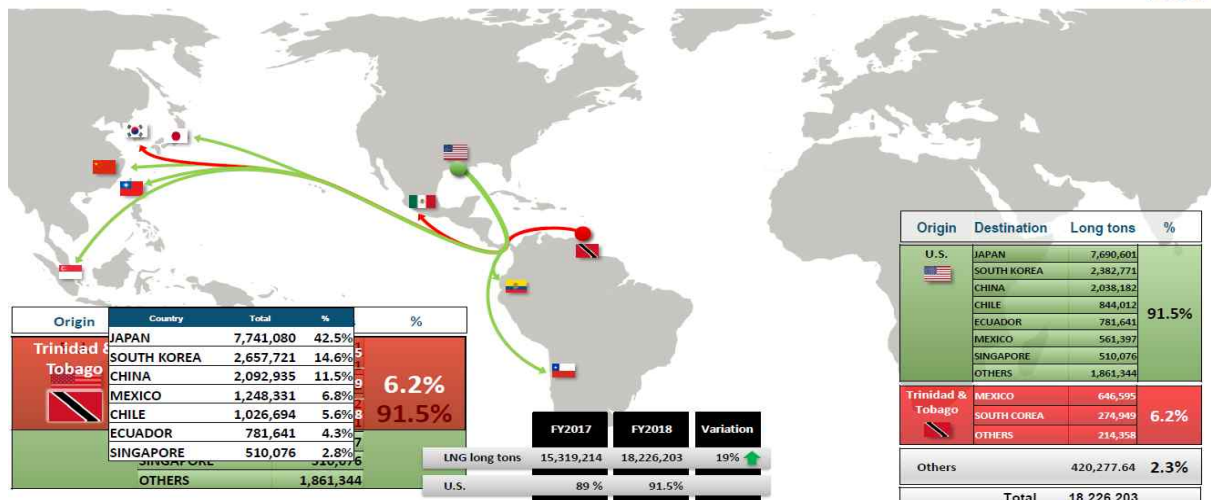 Origin %
Country Total %
JAPAN 7,741,080 42.5%
SOUTH KOREA 2,657,721 14.6%
CHINA 2,092,935 11.5%
MEXICO 1,248,331 6.8%
CHILE 1,026,694 5.6%
ECUADOR 781,641 4.3%
SINGAPORE 510,076 2.8%
Trinidad &
Tobago
6.2%
91.5%
SINGAPORE 510,076
OTHERS 1,861,344
FY2017 FY2018 Variation
LNG long tons 15,319,214 18,226,203 19%
U.S. 89 % 91.5%
Origin Destination Long tons %
U.S.
JAPAN 7,690,601
SOUTH KOREA 2,382,771
CHINA 2,038,182
CHILE 844,012
ECUADOR 781,641
MEXICO 561,397
SINGAPORE 510,076
OTHERS 1,861,344
91.5%
Trinidad &
Tobago
MEXICO 646,595
SOUTH COREA 274,949
OTHERS 214,358
6.2%
Others 420,277.64 2.3%
Total 18,226,203